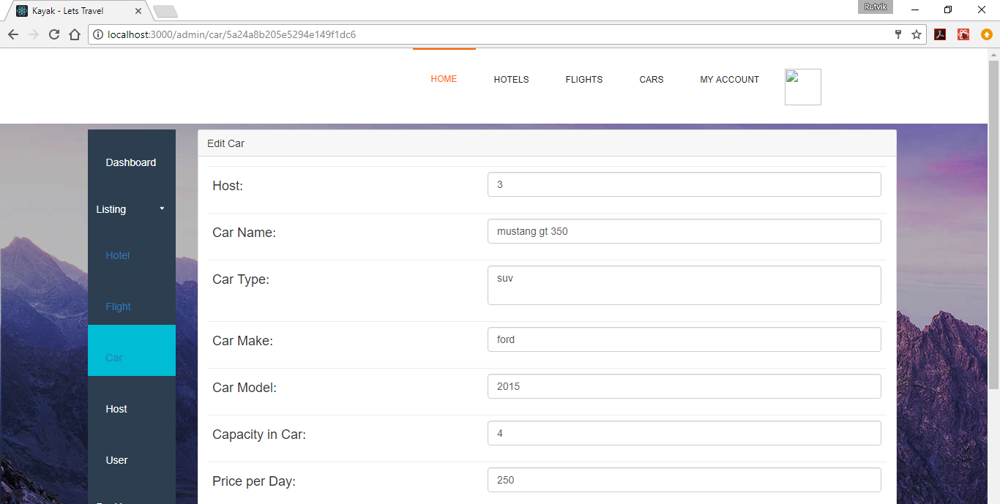 Kayak - Lets Travel
Rutvik
localhost:3000/admin/car/5a24a8b205e5294e149f1dc6
HOME HOTELS FLIGHTS CARS MY ACCOUNT
Dashboard
Listing
Hotel
Flight
Car
Host
User
Edit Car
Host: 3
Car Name: mustang gt 350
Car Type: suv
Car Make: ford
Car Model: 2015
Capacity in Car: 4
Price per Day: 250